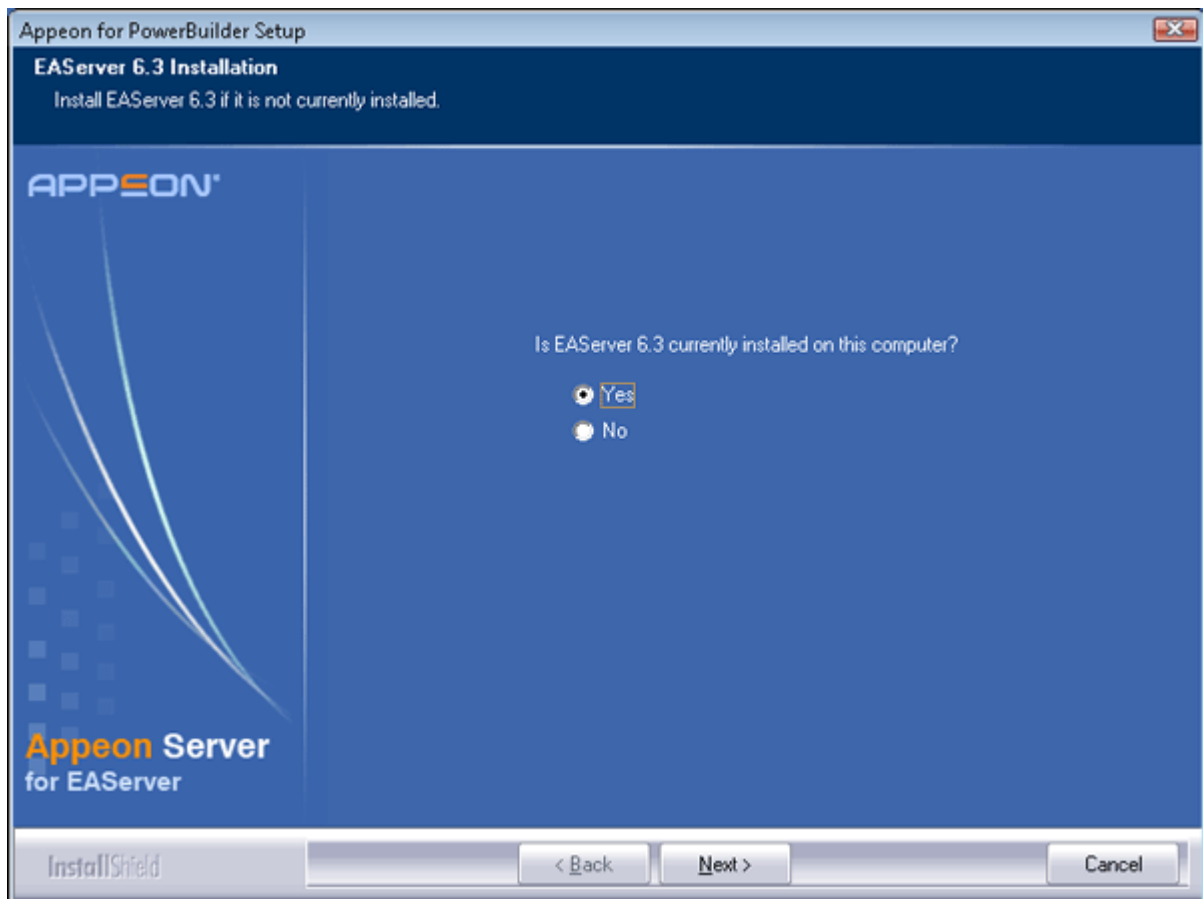 Appeon for PowerBuilder Setup
EAServer 6.3 Installation
Install EAServer 6.3 if it is not currently installed.
APPEON
Is EAServer 6.3 currently installed on this computer?
Yes
No
Appeon Server
for EAServer
InstallShield
< Back
Next >
Cancel